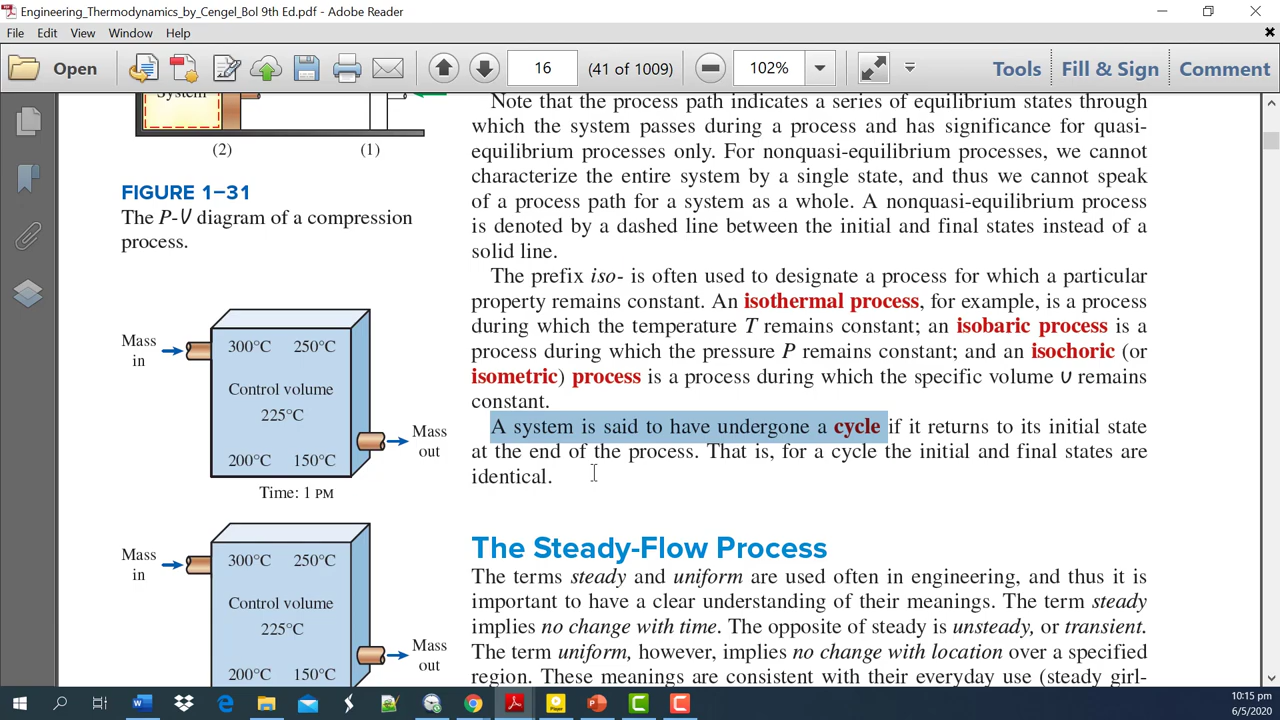 Engineering_Thermodynamics_by_Cengel_Bol 9th Ed.pdf - Adobe Reader
File Edit View Window Help
Open 16 (41 of 1009) 102% Tools Fill & Sign Comment
System
(2) (1)
FIGURE 1–31
The P-V diagram of a compression
process.
Mass
in
300°C 250°C
Control volume
225°C
Mass
out
200°C 150°C
Time: 1 PM
Mass
in
300°C 250°C
Control volume
225°C
Mass
out
200°C 150°C
Note that the process path indicates a series of equilibrium states through
which the system passes during a process and has significance for quasi-
equilibrium processes only. For nonquasi-equilibrium processes, we cannot
characterize the entire system by a single state, and thus we cannot speak
of a process path for a system as a whole. A nonquasi-equilibrium process
is denoted by a dashed line between the initial and final states instead of a
solid line.
The prefix iso- is often used to designate a process for which a particular
property remains constant. An isothermal process, for example, is a process
during which the temperature T remains constant; an isobaric process is a
process during which the pressure P remains constant; and an isochoric (or
isometric) process is a process during which the specific volume υ remains
constant.
A system is said to have undergone a cycle if it returns to its initial state
at the end of the process. That is, for a cycle the initial and final states are
identical.
The Steady-Flow Process
The terms steady and uniform are used often in engineering, and thus it is
important to have a clear understanding of their meanings. The term steady
implies no change with time. The opposite of steady is unsteady, or transient.
The term uniform, however, implies no change with location over a specified
region. These meanings are consistent with their everyday use (steady girl-
10:15 pm
6/5/2020